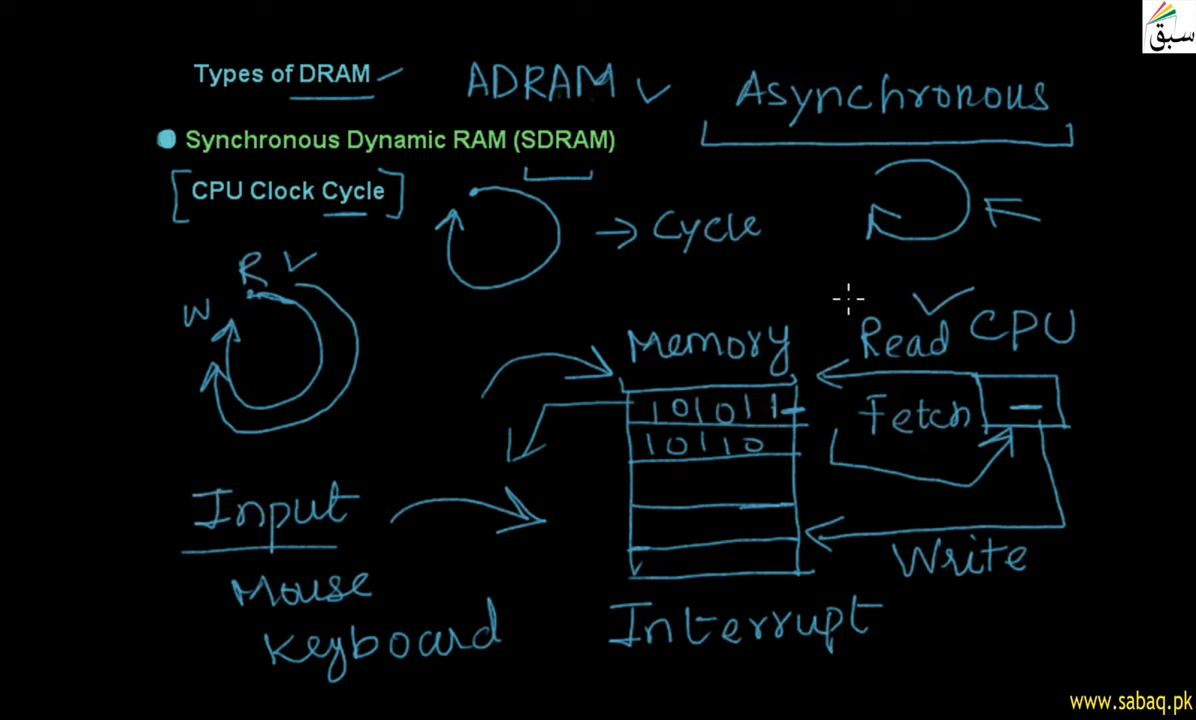 سبق
Types of DRAM ADRAM Asynchronous
Synchronous Dynamic RAM (SDRAM)
CPU Clock Cycle
Cycle
R
W
Memory Read CPU
101011
Fetch
10110
Input
Write
Mouse
Keyboard
Interrupt
www.sabaq.pk